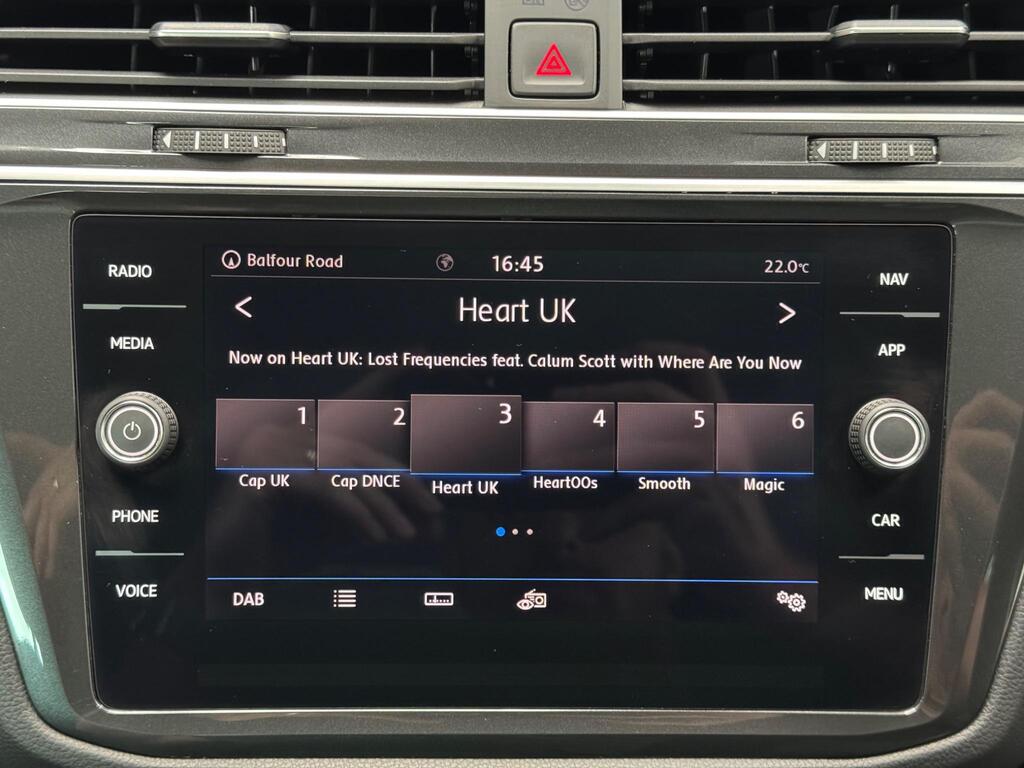 RADIO
MEDIA
PHONE
VOICE
Balfour Road 16:45 22.0°C
< Heart UK >
Now on Heart UK: Lost Frequencies feat. Calum Scott with Where Are You Now
1 2 3 4 5 6
Cap UK Cap DNCE Heart UK Heart00s Smooth Magic
DAB
NAV
APP
CAR
MENU